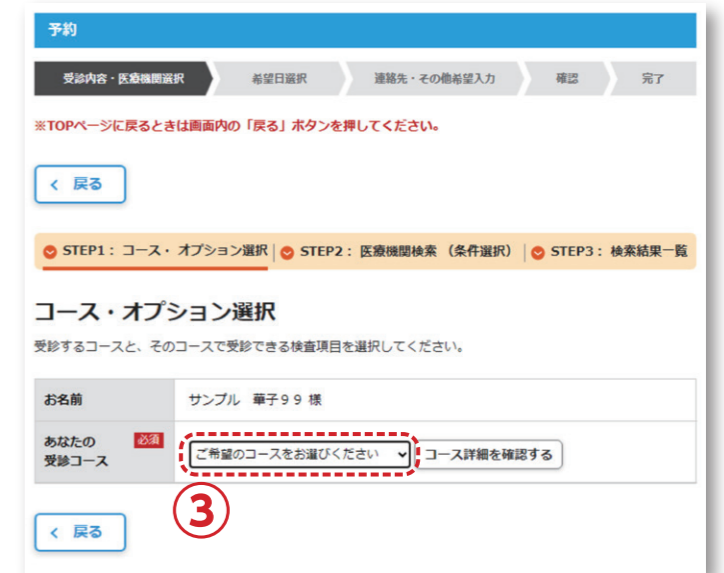 予約
受診内容・医療機関選択 希望日選択 連絡先・その他希望入力 確認 完了
※TOPページに戻るときは画面内の「戻る」ボタンを押してください。
< 戻る
STEP1： コース・ オプション選択 | STEP2： 医療機関検索 （条件選択） | STEP3： 検索結果一覧
コース・オプション選択
受診するコースと、そのコースで受診できる検査項目を選択してください。
お名前 サンプル 華子９９ 様
あなたの 必須
受診コース
ご希望のコースをお選びください コース詳細を確認する
③
< 戻る